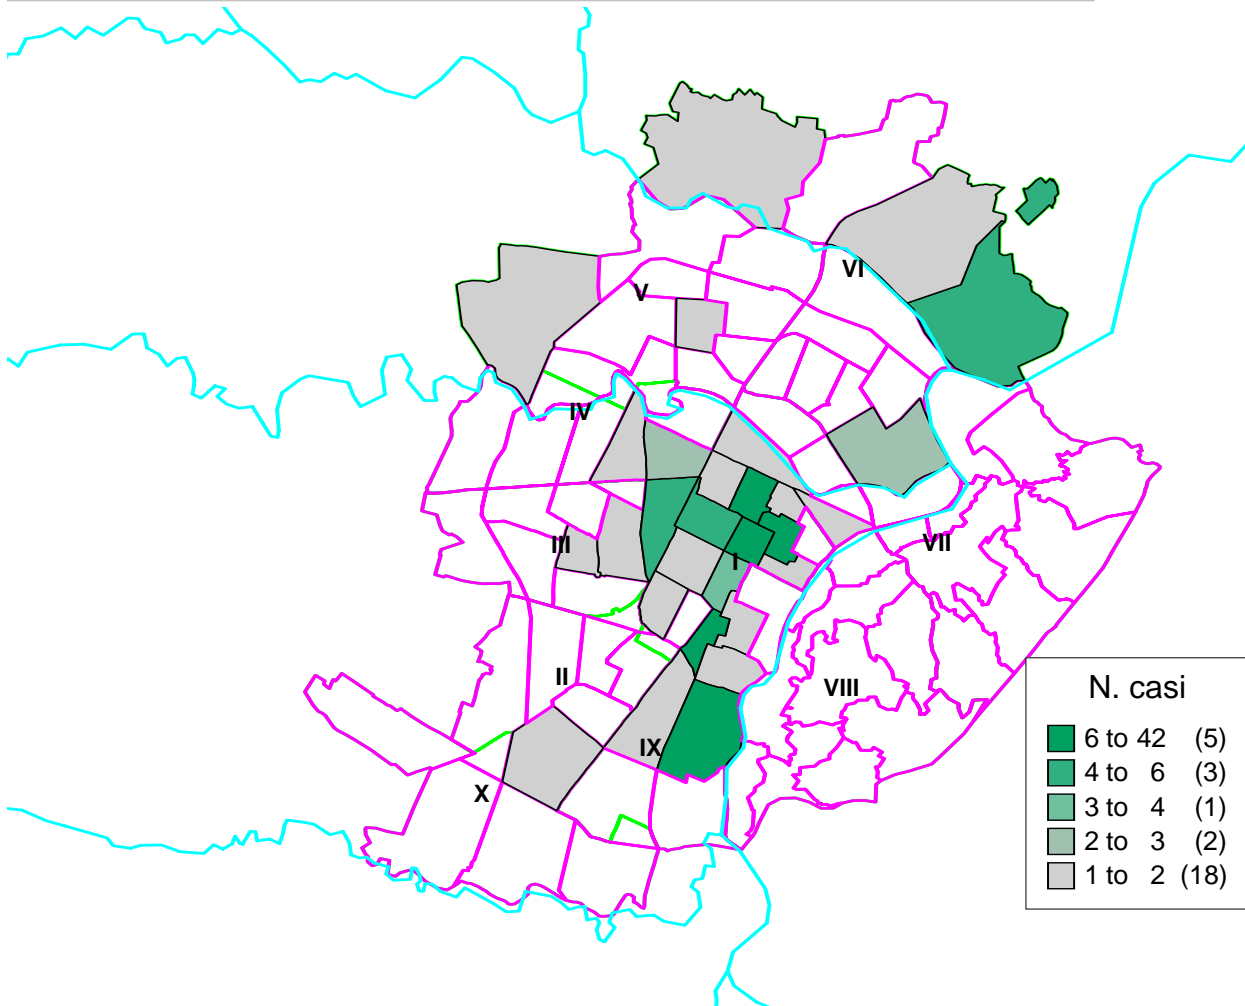 VI
V
IV
III
I
VII
II
VIII
IX
X
N. casi
6 to 42 (5)
4 to 6 (3)
3 to 4 (1)
2 to 3 (2)
1 to 2 (18)